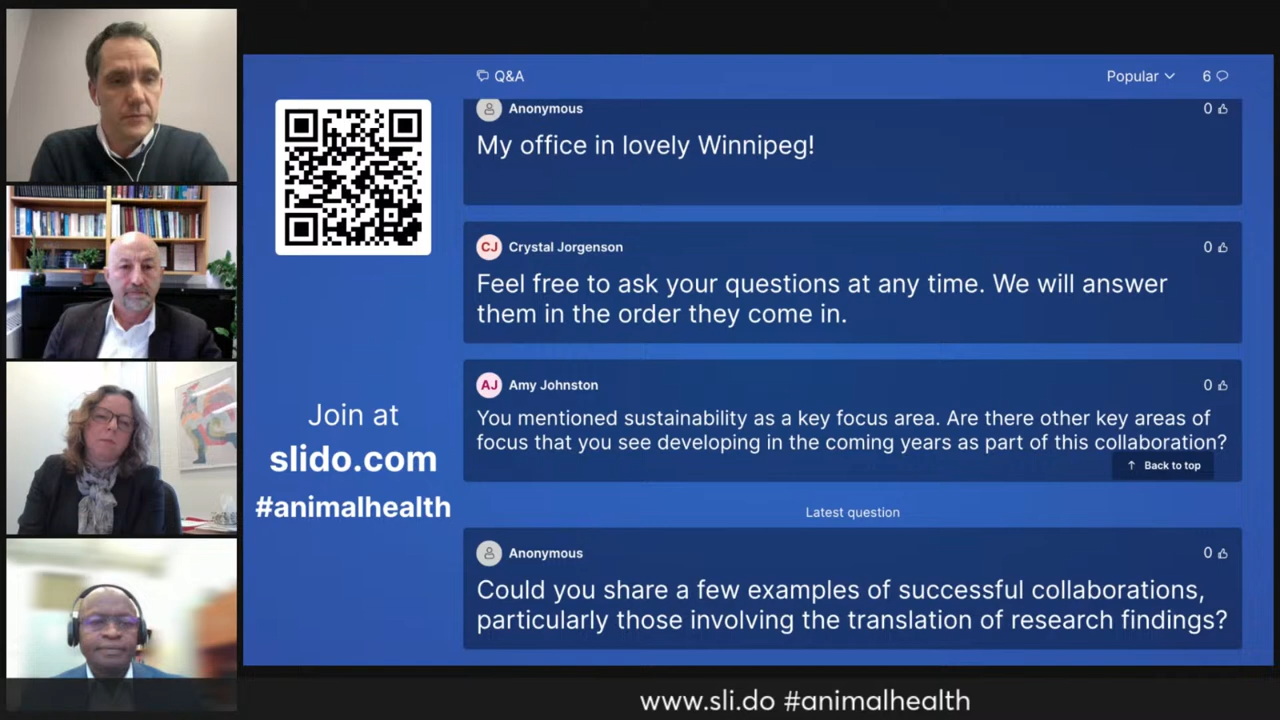 Q&A
Popular
6
Anonymous
0
My office in lovely Winnipeg!
CJ
Crystal Jorgenson
0
Feel free to ask your questions at any time. We will answer
them in the order they come in.
AJ
Amy Johnston
0
You mentioned sustainability as a key focus area. Are there other key areas of
focus that you see developing in the coming years as part of this collaboration?
↑ Back to top
Join at
slido.com
#animalhealth
Latest question
Anonymous
0
Could you share a few examples of successful collaborations,
particularly those involving the translation of research findings?
www.sli.do #animalhealth